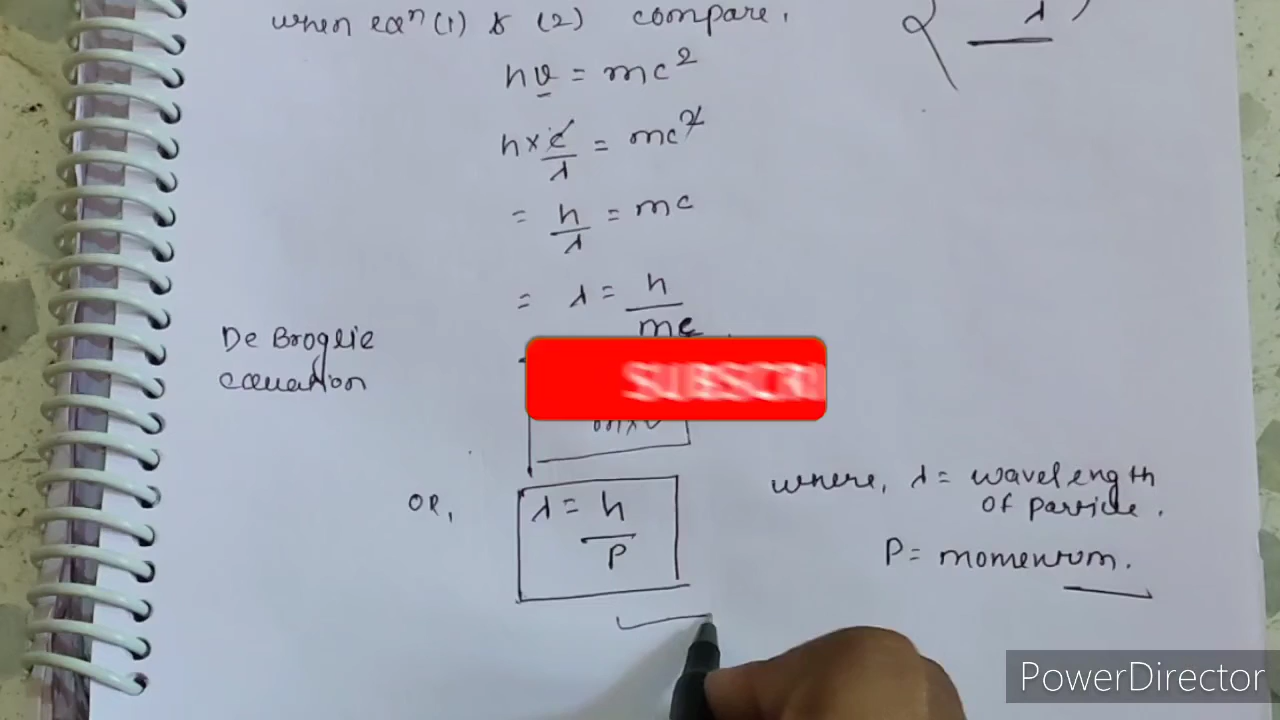 when eqⁿ (1) & (2) compare.
λ
hν = mc²
h × c/λ = mc²
= h/λ = mc
= λ = h/mc
De Broglie
equation
SUBSCRI
m×v
OR,
λ = h/P
where, λ = wavelength
of particle.
P = momentum.
PowerDirector